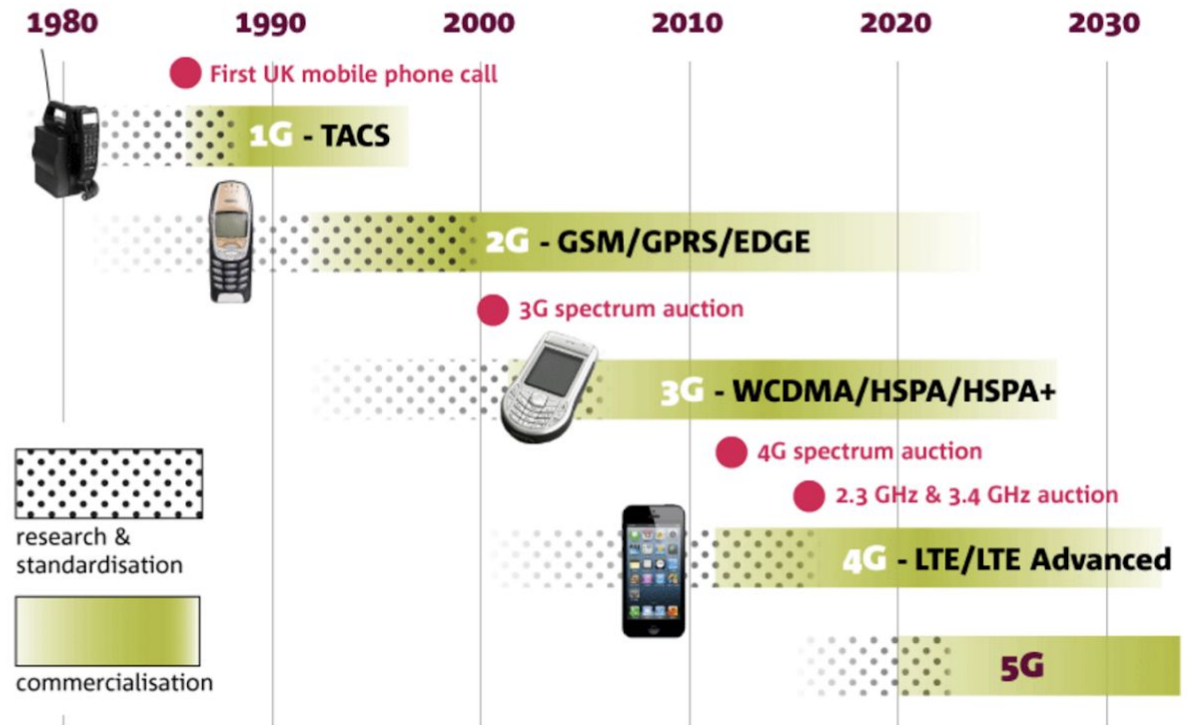 1980 1990 2000 2010 2020 2030
First UK mobile phone call
1G - TACS
2G - GSM/GPRS/EDGE
3G spectrum auction
3G - WCDMA/HSPA/HSPA+
4G spectrum auction
2.3 GHz & 3.4 GHz auction
4G - LTE/LTE Advanced
5G
research &
standardisation
commercialisation